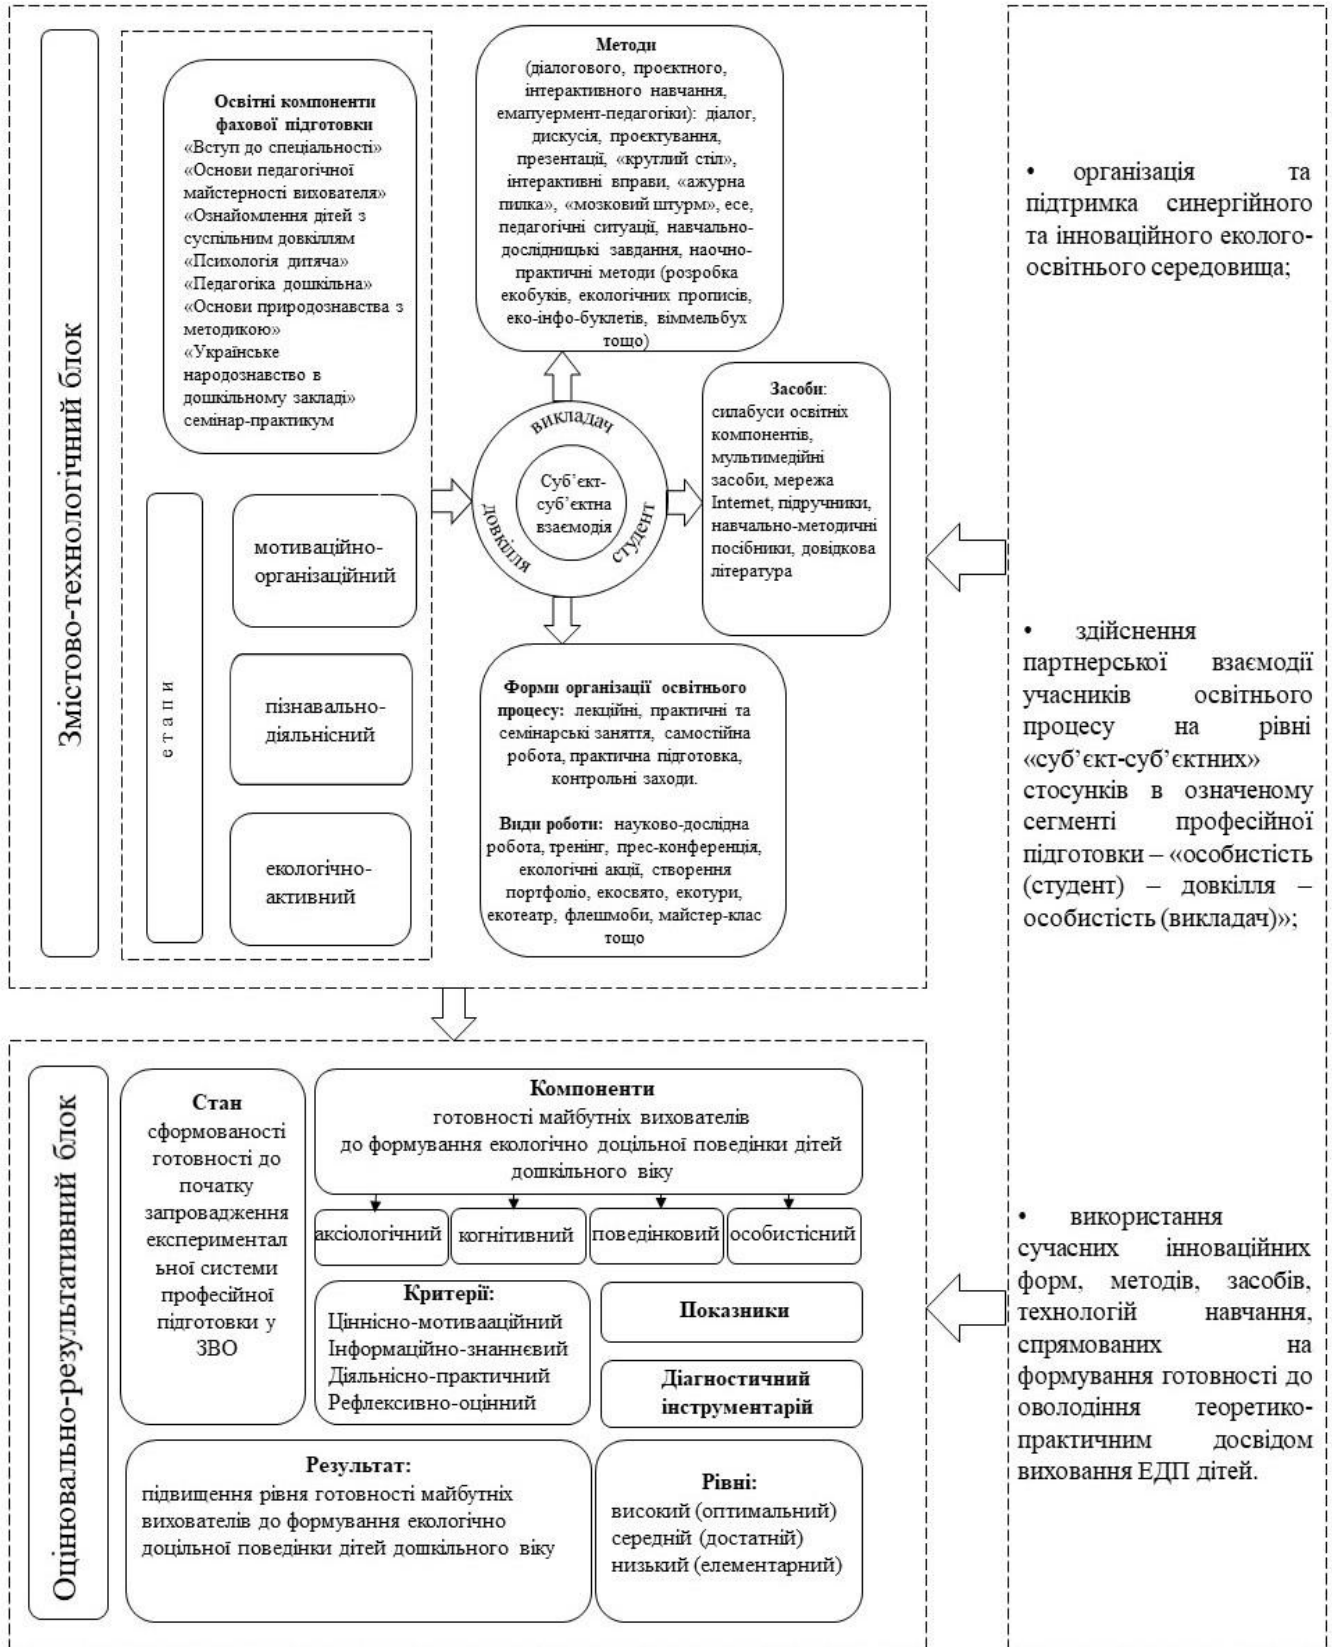 Змістово-технологічний блок
Освітні компоненти
фахової підготовки
«Вступ до спеціальності»
«Основи педагогічної
майстерності вихователя»
«Ознайомлення дітей з
суспільним довкіллям
«Психологія дитяча»
«Педагогіка дошкільна»
«Основи природознавства з
методикою»
«Українське
народознавство в
дошкільному закладі»
семінар-практикум
етапи
мотиваційно-
організаційний
пізнавально-
діяльнісний
екологічно-
активний
Методи
(діалогового, проєктного,
інтерактивного навчання,
емапуермент-педагогіки): діалог,
дискусія, проєктування,
презентації, «круглий стіл»,
інтерактивні вправи, «ажурна
пилка», «мозковий штурм», есе,
педагогічні ситуації, навчально-
дослідницькі завдання, наочно-
практичні методи (розробка
екобуків, екологічних прописів,
еко-інфо-буклетів, віммельбух
тощо)
викладач
довкілля
студент
Суб’єкт-
суб’єктна
взаємодія
Засоби:
силабуси освітніх
компонентів,
мультимедійні
засоби, мережа
Internet, підручники,
навчально-методичні
посібники, довідкова
література
Форми організації освітнього
процесу: лекційні, практичні та
семінарські заняття, самостійна
робота, практична підготовка,
контрольні заходи.
Види роботи: науково-дослідна
робота, тренінг, прес-конференція,
екологічні акції, створення
портфоліо, екосвято, екотури,
екотеатр, флешмоби, майстер-клас
тощо
• організація та
підтримка синергійного
та інноваційного еколого-
освітнього середовища;
• здійснення
партнерської взаємодії
учасників освітнього
процесу на рівні
«суб’єкт-суб’єктних»
стосунків в означеному
сегменті професійної
підготовки – «особистість
(студент) – довкілля –
особистість (викладач)»;
• використання
сучасних інноваційних
форм, методів, засобів,
технологій навчання,
спрямованих на
формування готовності до
оволодіння теоретико-
практичним досвідом
виховання ЕДП дітей.
Оцінювально-результативний блок
Стан
сформованості
готовності до
початку
запровадження
експериментал
ьної системи
професійної
підготовки у
ЗВО
Компоненти
готовності майбутніх вихователів
до формування екологічно доцільної поведінки дітей
дошкільного віку
аксіологічний
когнітивний
поведінковий
особистісний
Критерії:
Ціннісно-мотивааційний
Інформаційно-знаннєвий
Діяльнісно-практичний
Рефлексивно-оцінний
Показники
Діагностичний
інструментарій
Результат:
підвищення рівня готовності майбутніх
вихователів до формування екологічно
доцільної поведінки дітей дошкільного віку
Рівні:
високий (оптимальний)
середній (достатній)
низький (елементарний)